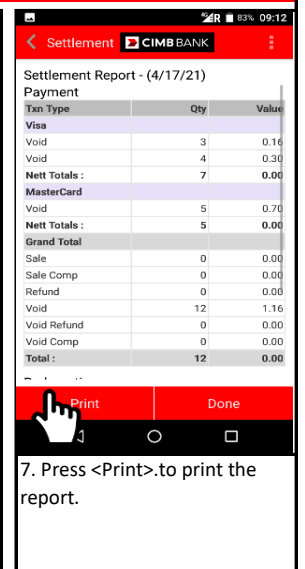 83% 09:12
Settlement CIMB BANK
Settlement Report - (4/17/21)
Payment
Txn Type Qty Value
Visa
Void 3 0.16
Void 4 0.30
Nett Totals : 7 0.00
MasterCard
Void 5 0.70
Nett Totals : 5 0.00
Grand Total
Sale 0 0.00
Sale Comp 0 0.00
Refund 0 0.00
Void 12 1.16
Void Refund 0 0.00
Void Comp 0 0.00
Total : 12 0.00
Print Done
7. Press <Print>.to print the
report.